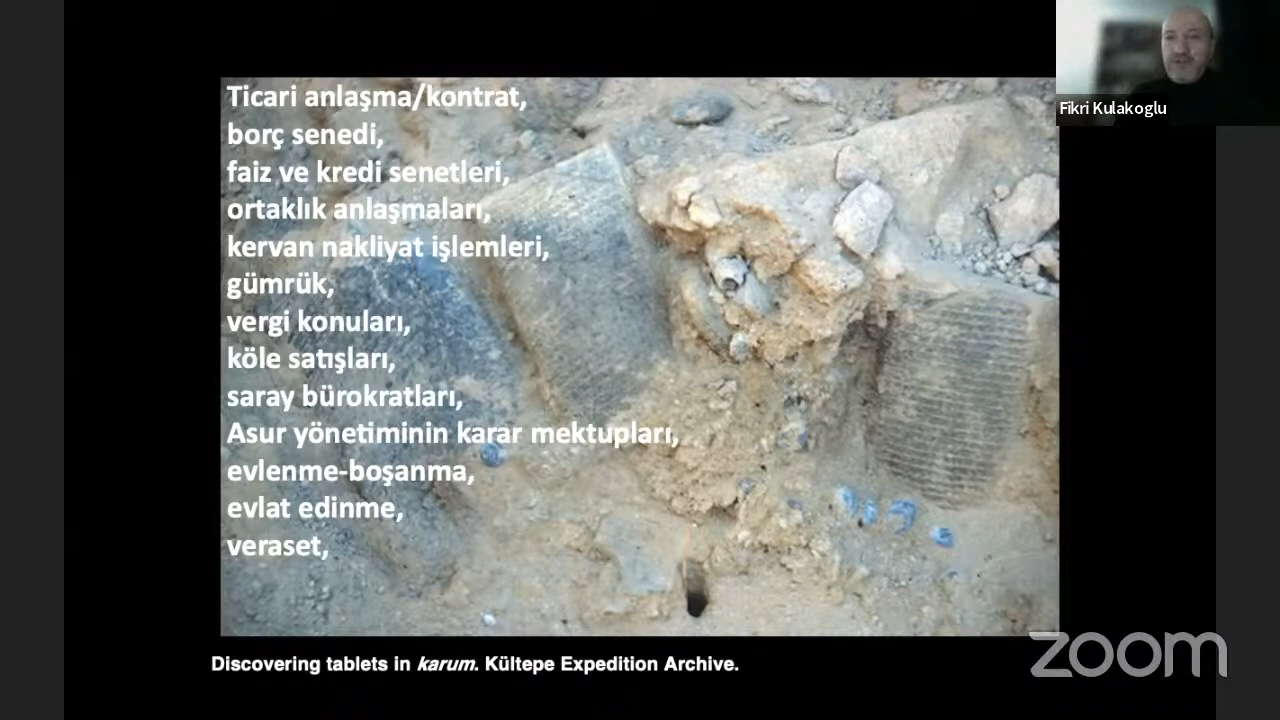 Ticari anlaşma/kontrat,
borç senedi,
faiz ve kredi senetleri,
ortaklık anlaşmaları,
kervan nakliyat işlemleri,
gümrük,
vergi konuları,
köle satışları,
saray bürokratları,
Asur yönetiminin karar mektupları,
evlenme-boşanma,
evlat edinme,
veraset,
Discovering tablets in karum. Kültepe Expedition Archive.
Fikri Kulakoglu
zoom